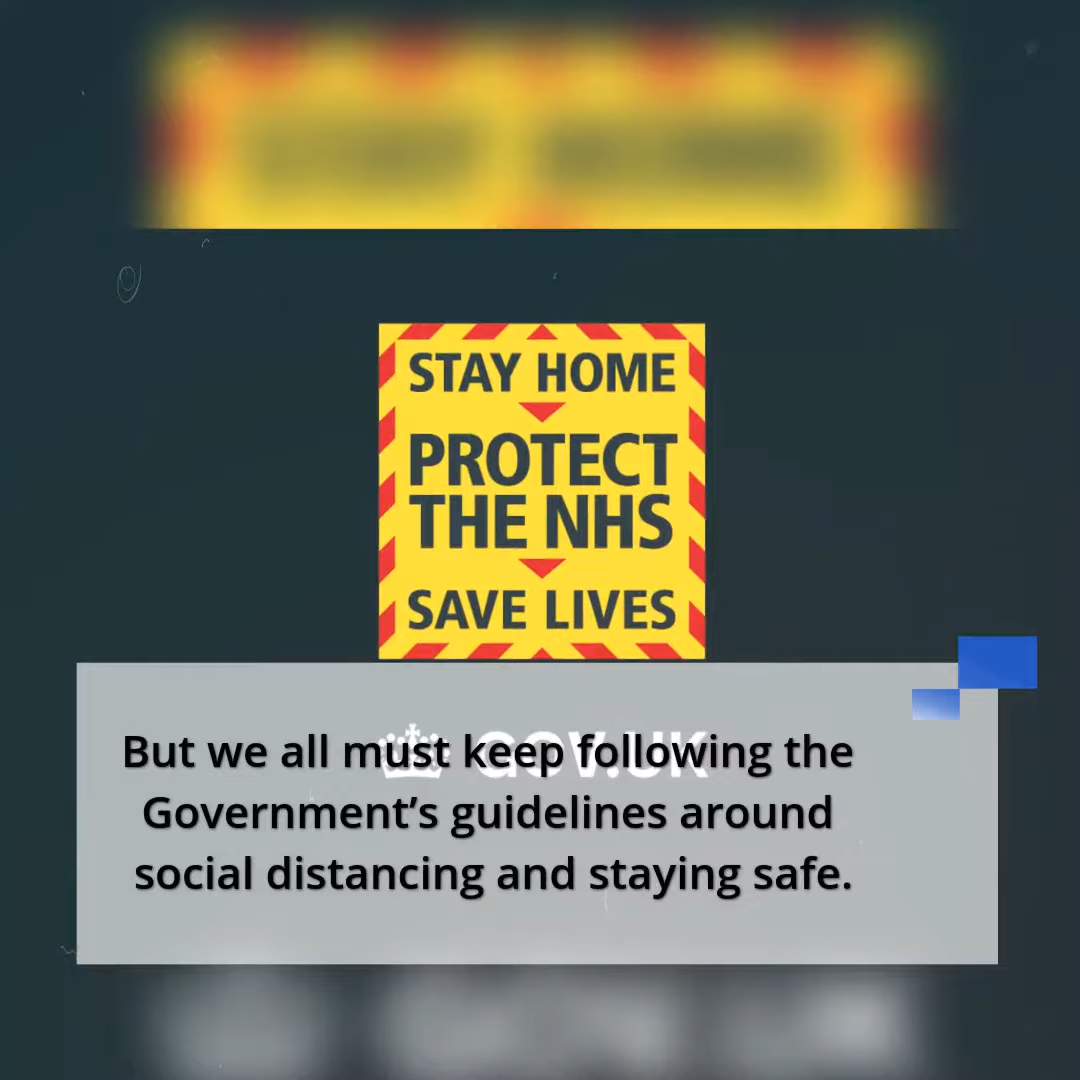 STAY HOME
PROTECT
THE NHS
SAVE LIVES
GOV.UK
But we all must keep following the
Government’s guidelines around
social distancing and staying safe.